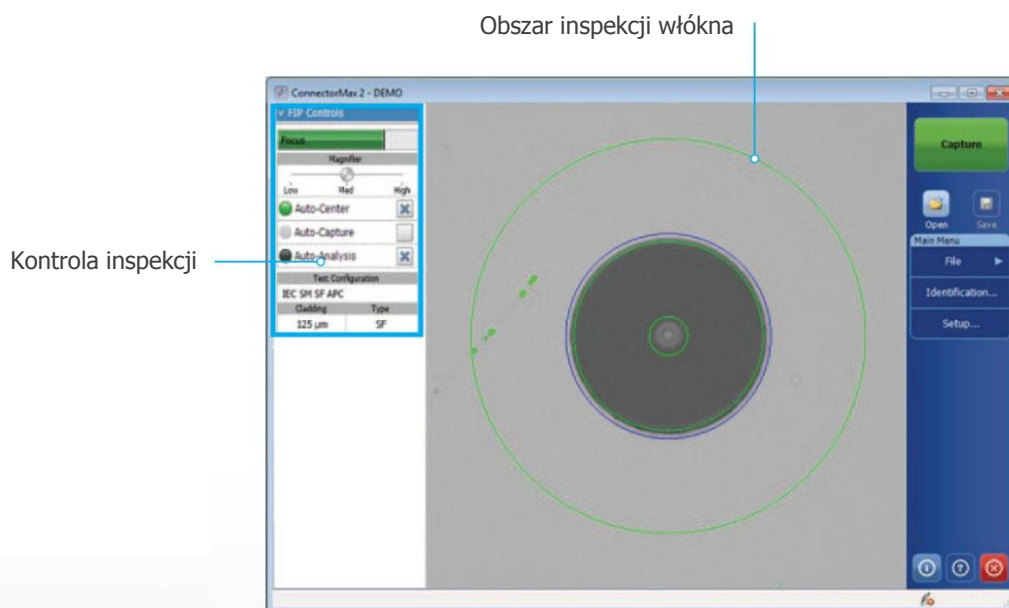 Obszar inspekcji włókna
ConnectorMax 2 - DEMO
FIP Controls
Focus
Magnifier
Low Med High
Auto-Center
Auto-Capture
Auto-Analysis
Test Configuration
IEC SM SF APC
Cladding Type
125 µm SF
Kontrola inspekcji
Capture
Open Save
Main Menu
File
Identification...
Setup...